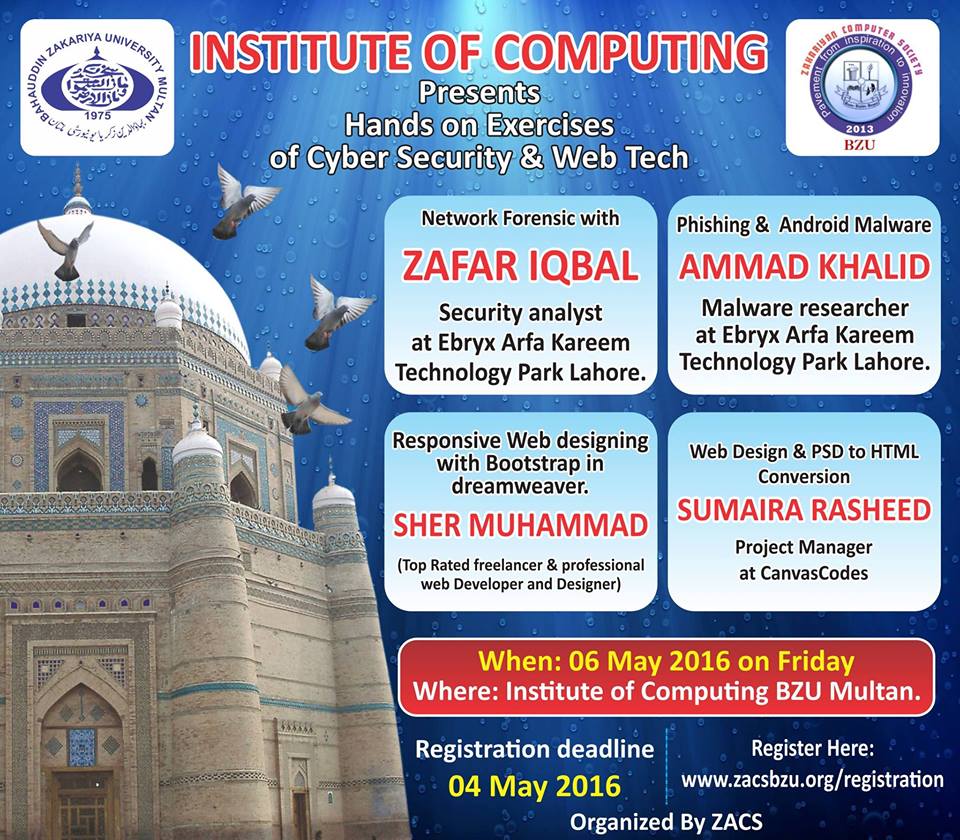 BAHAUDDIN ZAKARIYA UNIVERSITY MULTAN
1975
INSTITUTE OF COMPUTING
Presents
Hands on Exercises
of Cyber Security & Web Tech
ZAKARIYAN COMPUTER SOCIETY
Pavement from inspiration to innovation
2013
BZU
Network Forensic with
ZAFAR IQBAL
Security analyst
at Ebryx Arfa Kareem
Technology Park Lahore.
Phishing & Android Malware
AMMAD KHALID
Malware researcher
at Ebryx Arfa Kareem
Technology Park Lahore.
Responsive Web designing
with Bootstrap in
dreamweaver.
SHER MUHAMMAD
(Top Rated freelancer & professional
web Developer and Designer)
Web Design & PSD to HTML
Conversion
SUMAIRA RASHEED
Project Manager
at CanvasCodes
When: 06 May 2016 on Friday
Where: Institute of Computing BZU Multan.
Registration deadline
04 May 2016
Register Here:
www.zacsbzu.org/registration
Organized By ZACS